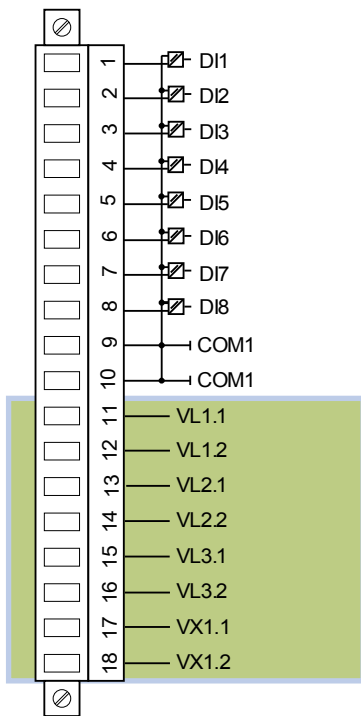 1 DI1
2 DI2
3 DI3
4 DI4
5 DI5
6 DI6
7 DI7
8 DI8
9 COM1
10 COM1
11 VL1.1
12 VL1.2
13 VL2.1
14 VL2.2
15 VL3.1
16 VL3.2
17 VX1.1
18 VX1.2